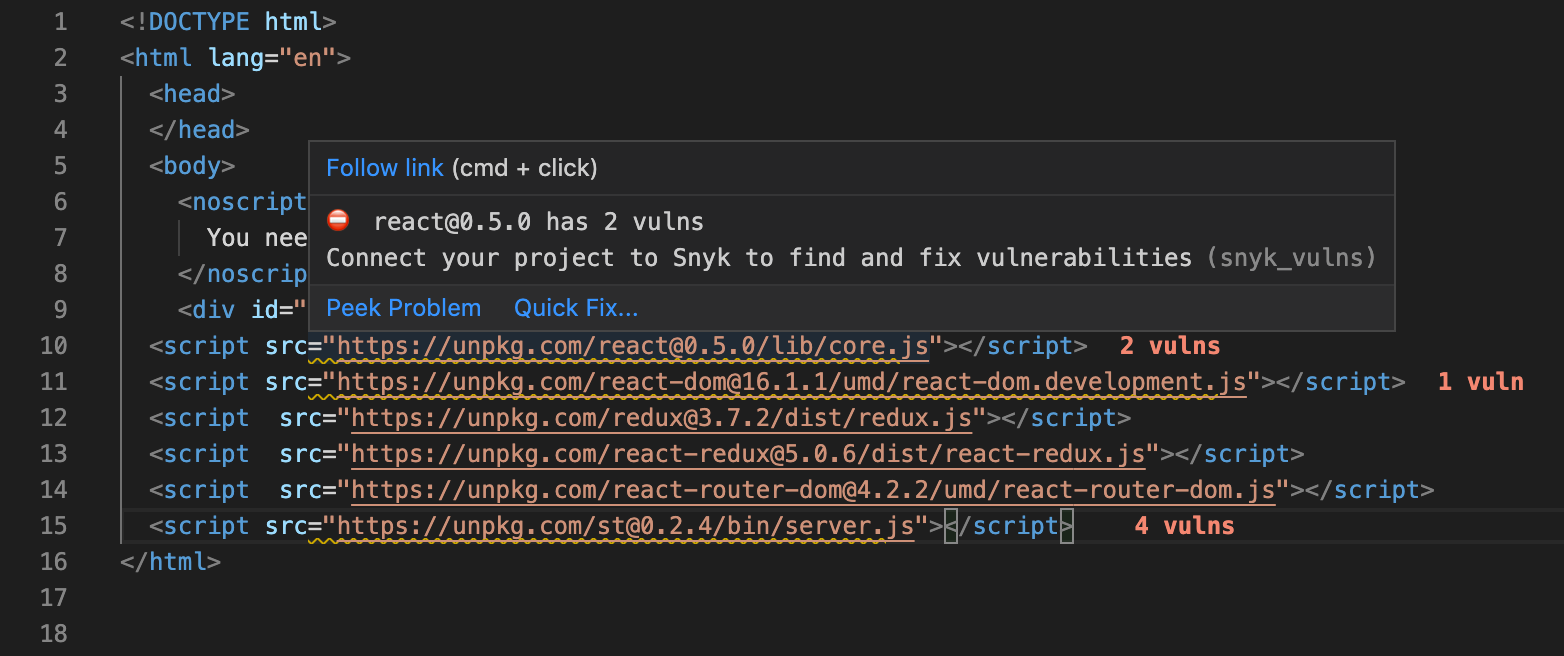 1 <!DOCTYPE html>
2 <html lang="en">
3 <head>
4 </head>
5 <body>
Follow link (cmd + click)
6 <noscript
⛔ react@0.5.0 has 2 vulns
7 You nee
Connect your project to Snyk to find and fix vulnerabilities (snyk_vulns)
8 </noscrip
9 <div id="
Peek Problem Quick Fix...
10 <script src="https://unpkg.com/react@0.5.0/lib/core.js"></script> 2 vulns
11 <script src="https://unpkg.com/react-dom@16.1.1/umd/react-dom.development.js"></script> 1 vuln
12 <script  src="https://unpkg.com/redux@3.7.2/dist/redux.js"></script>
13 <script  src="https://unpkg.com/react-redux@5.0.6/dist/react-redux.js"></script>
14 <script  src="https://unpkg.com/react-router-dom@4.2.2/umd/react-router-dom.js"></script>
15 <script src="https://unpkg.com/st@0.2.4/bin/server.js"></script> 4 vulns
16 </html>
17
18